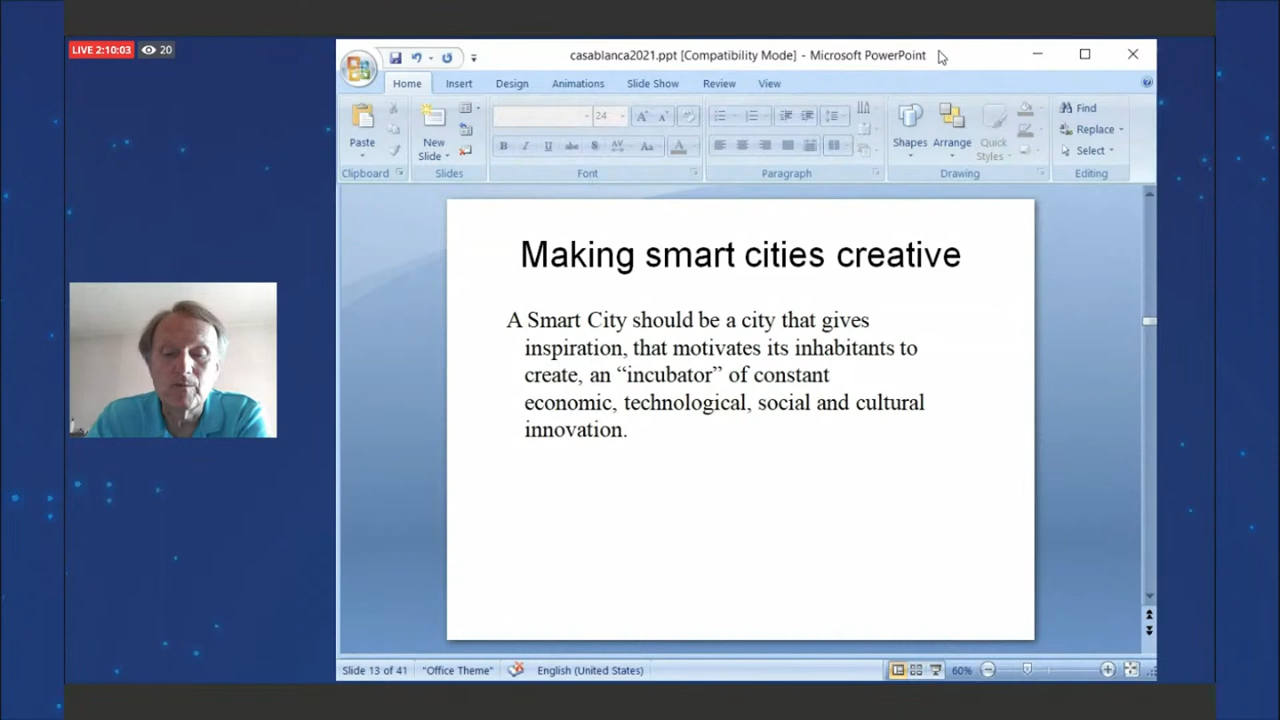 LIVE 2:10:03
20
casablanca2021.ppt [Compatibility Mode] - Microsoft PowerPoint
Home Insert Design Animations Slide Show Review View
24
Paste
New
Slide
B I U abc S AV Aa A
Shapes Arrange Quick
Styles
Find
Replace
Select
Clipboard Slides Font Paragraph Drawing Editing
Making smart cities creative
A Smart City should be a city that gives
inspiration, that motivates its inhabitants to
create, an “incubator” of constant
economic, technological, social and cultural
innovation.
Slide 13 of 41 "Office Theme" English (United States) 60%